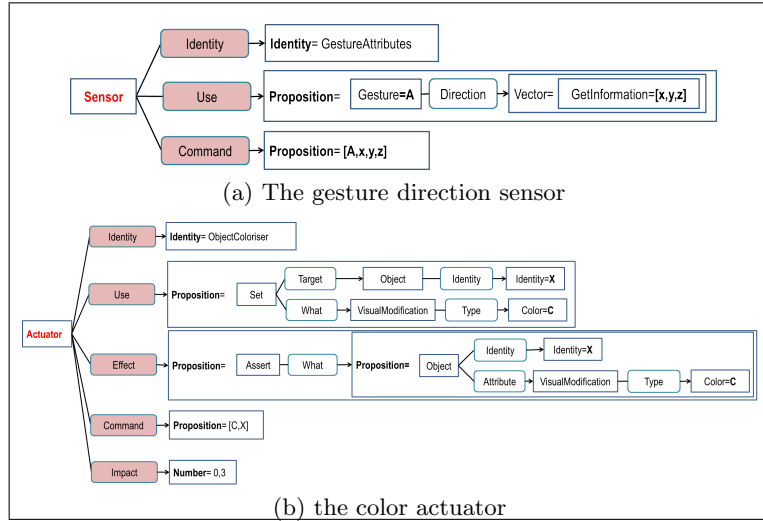 Identity
Identity= GestureAttributes
Sensor
Use
Proposition=
Gesture=A
Direction
Vector=
GetInformation=[x,y,z]
Command
Proposition= [A,x,y,z]
(a) The gesture direction sensor
Identity
Identity= ObjectColoriser
Use
Proposition=
Set
Target
Object
Identity
Identity=X
What
VisualModification
Type
Color=C
Actuator
Effect
Proposition=
Assert
What
Proposition=
Object
Identity
Identity=X
Attribute
VisualModification
Type
Color=C
Command
Proposition= [C,X]
Impact
Number= 0,3
(b) the color actuator